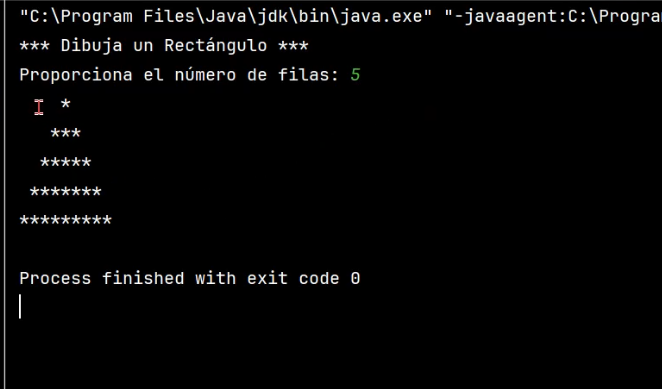 "C:\Program Files\Java\jdk\bin\java.exe" "-javaagent:C:\Progra
*** Dibuja un Rectángulo ***
Proporciona el número de filas: 5
    *
   ***
  *****
 *******
*********
Process finished with exit code 0